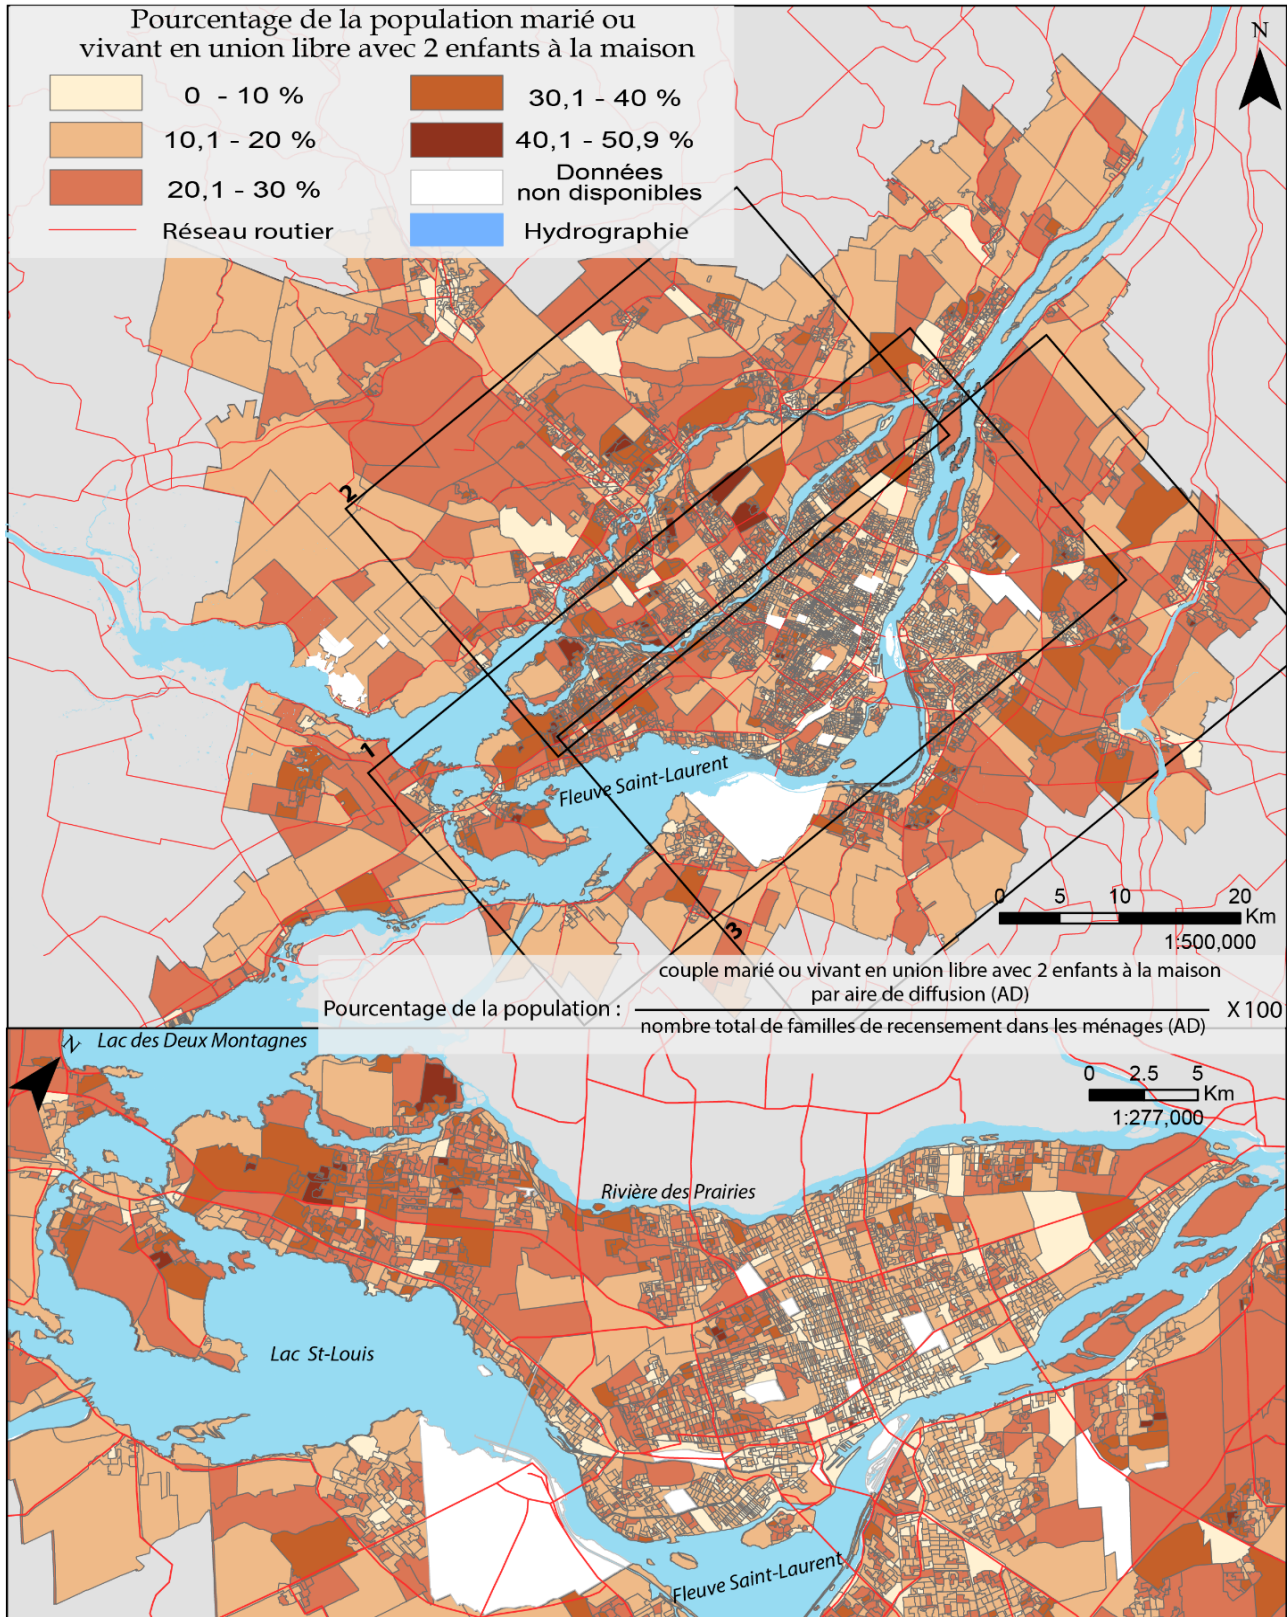 Pourcentage de la population marié ou
vivant en union libre avec 2 enfants à la maison
0 - 10 %
30,1 - 40 %
10,1 - 20 %
40,1 - 50,9 %
20,1 - 30 %
Données
non disponibles
Réseau routier
Hydrographie
N
2
1
Fleuve Saint-Laurent
3
0 5 10 20
Km
1:500,000
couple marié ou vivant en union libre avec 2 enfants à la maison
par aire de diffusion (AD)
Pourcentage de la population :
X 100
nombre total de familles de recensement dans les ménages (AD)
N
Lac des Deux Montagnes
0 2.5 5
Km
1:277,000
Rivière des Prairies
Lac St-Louis
Fleuve Saint-Laurent